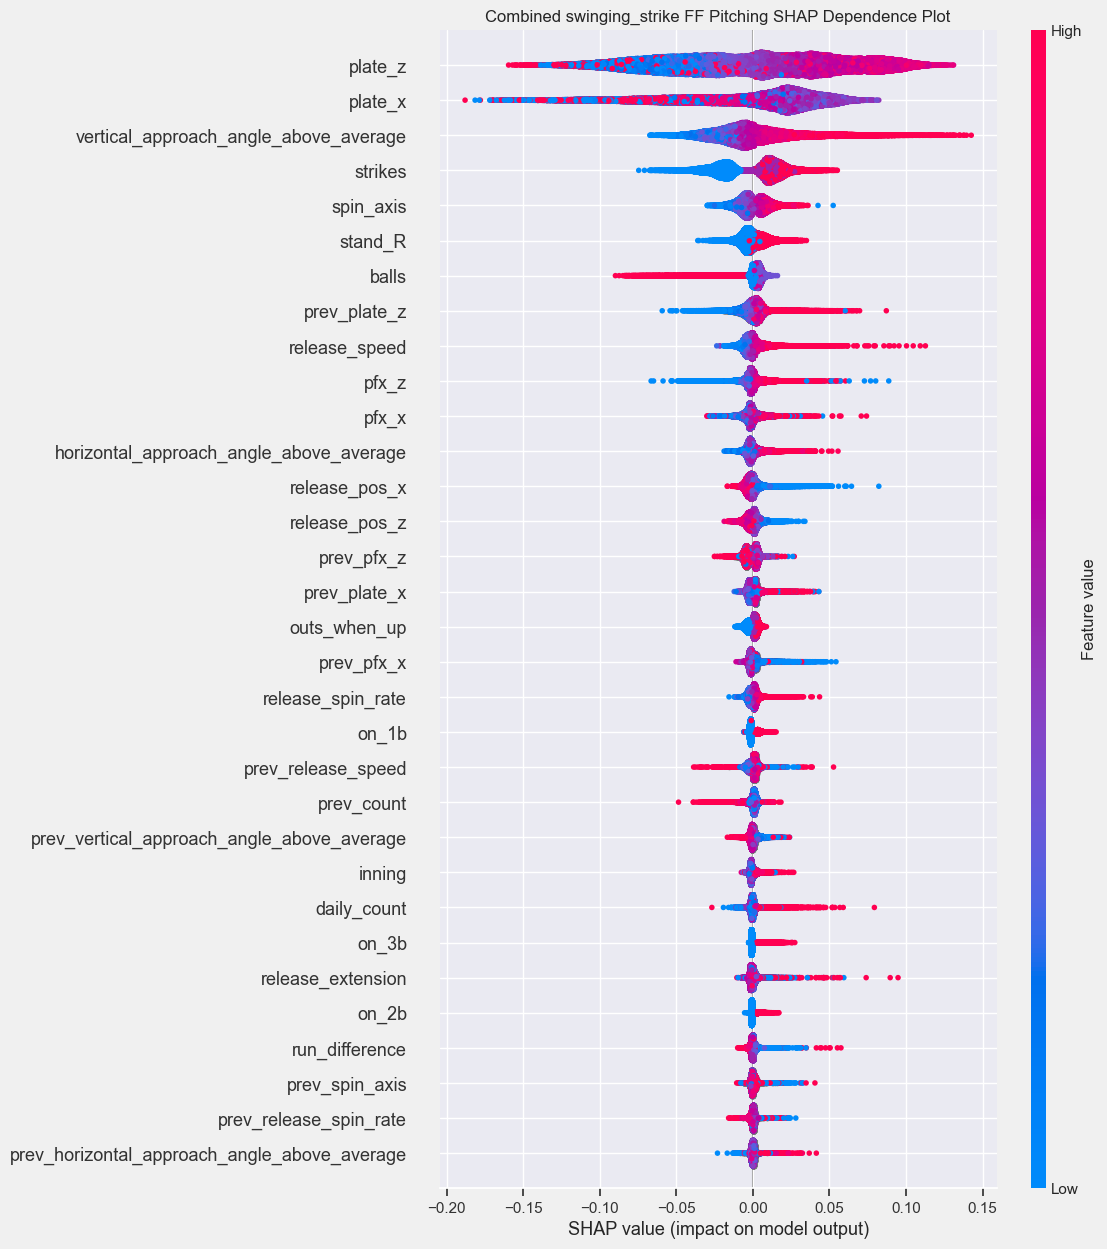 Combined swinging_strike FF Pitching SHAP Dependence Plot
High
plate_z
plate_x
vertical_approach_angle_above_average
strikes
spin_axis
stand_R
balls
prev_plate_z
release_speed
pfx_z
pfx_x
horizontal_approach_angle_above_average
release_pos_x
release_pos_z
prev_pfx_z
prev_plate_x
outs_when_up
prev_pfx_x
release_spin_rate
on_1b
prev_release_speed
prev_count
prev_vertical_approach_angle_above_average
inning
daily_count
on_3b
release_extension
on_2b
run_difference
prev_spin_axis
prev_release_spin_rate
prev_horizontal_approach_angle_above_average
Feature value
Low
−0.20 −0.15 −0.10 −0.05 0.00 0.05 0.10 0.15
SHAP value (impact on model output)